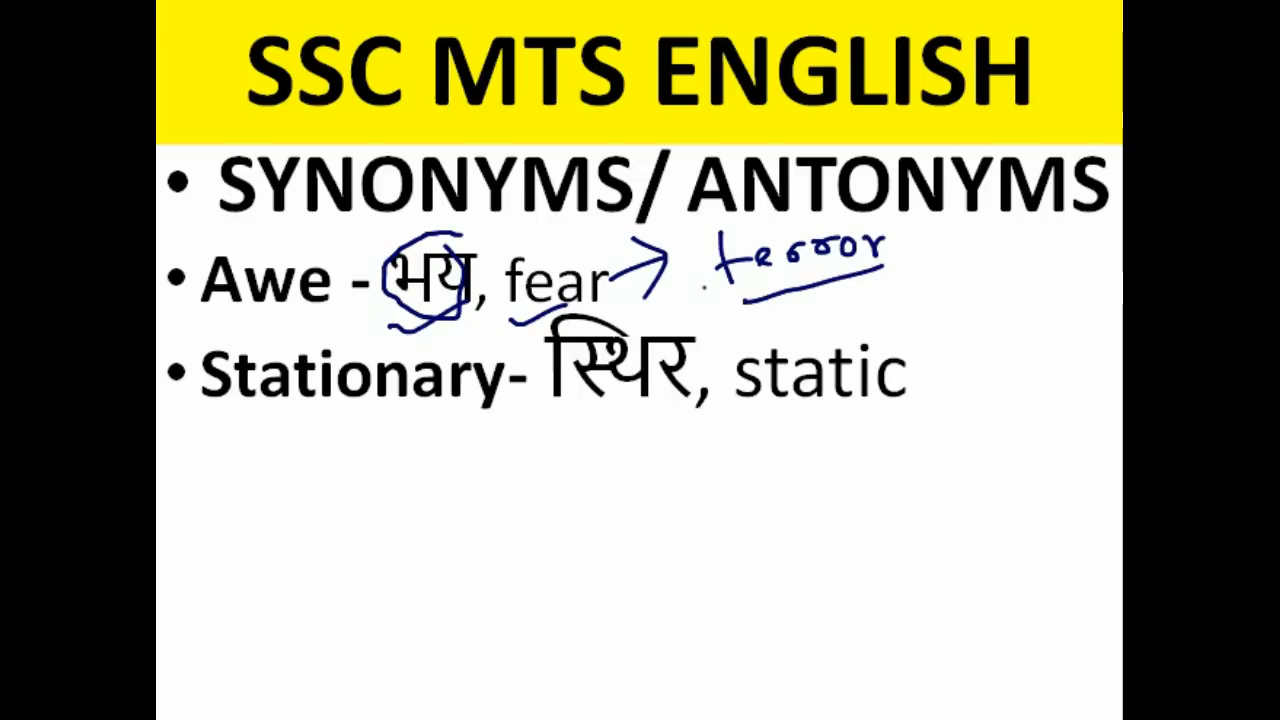 SSC MTS ENGLISH
• SYNONYMS/ ANTONYMS
• Awe - भय, fear → terror
• Stationary- स्थिर, static